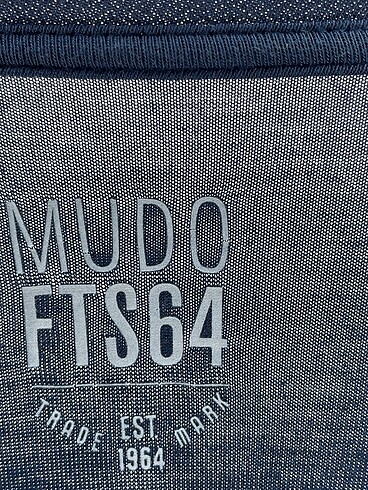 MUDO
FTS64
TRADE MARK
EST.
1964